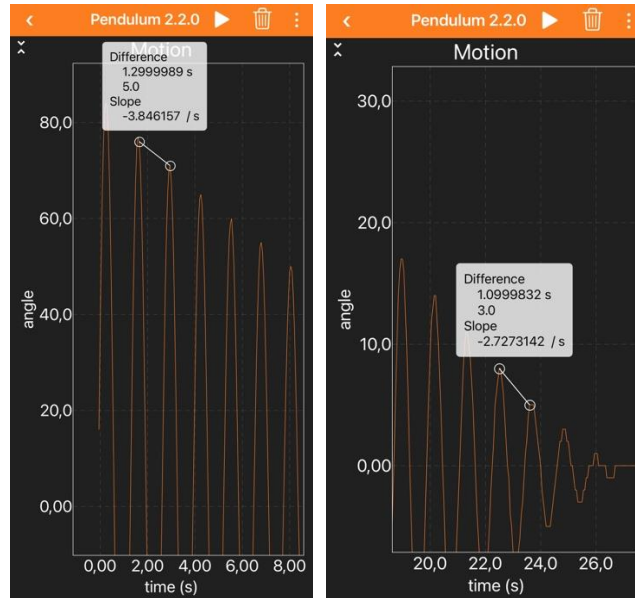 Pendulum 2.2.0
Motion
Difference
1.2999989 s
5.0
Slope
-3.846157 / s
80,0
60,0
40,0
20,0
0,00
angle
0,00 2,00 4,00 6,00 8,00
time (s)
Pendulum 2.2.0
Motion
30,0
20,0
Difference
1.0999832 s
3.0
Slope
-2.7273142 / s
10,0
0,00
angle
20,0 22,0 24,0 26,0
time (s)